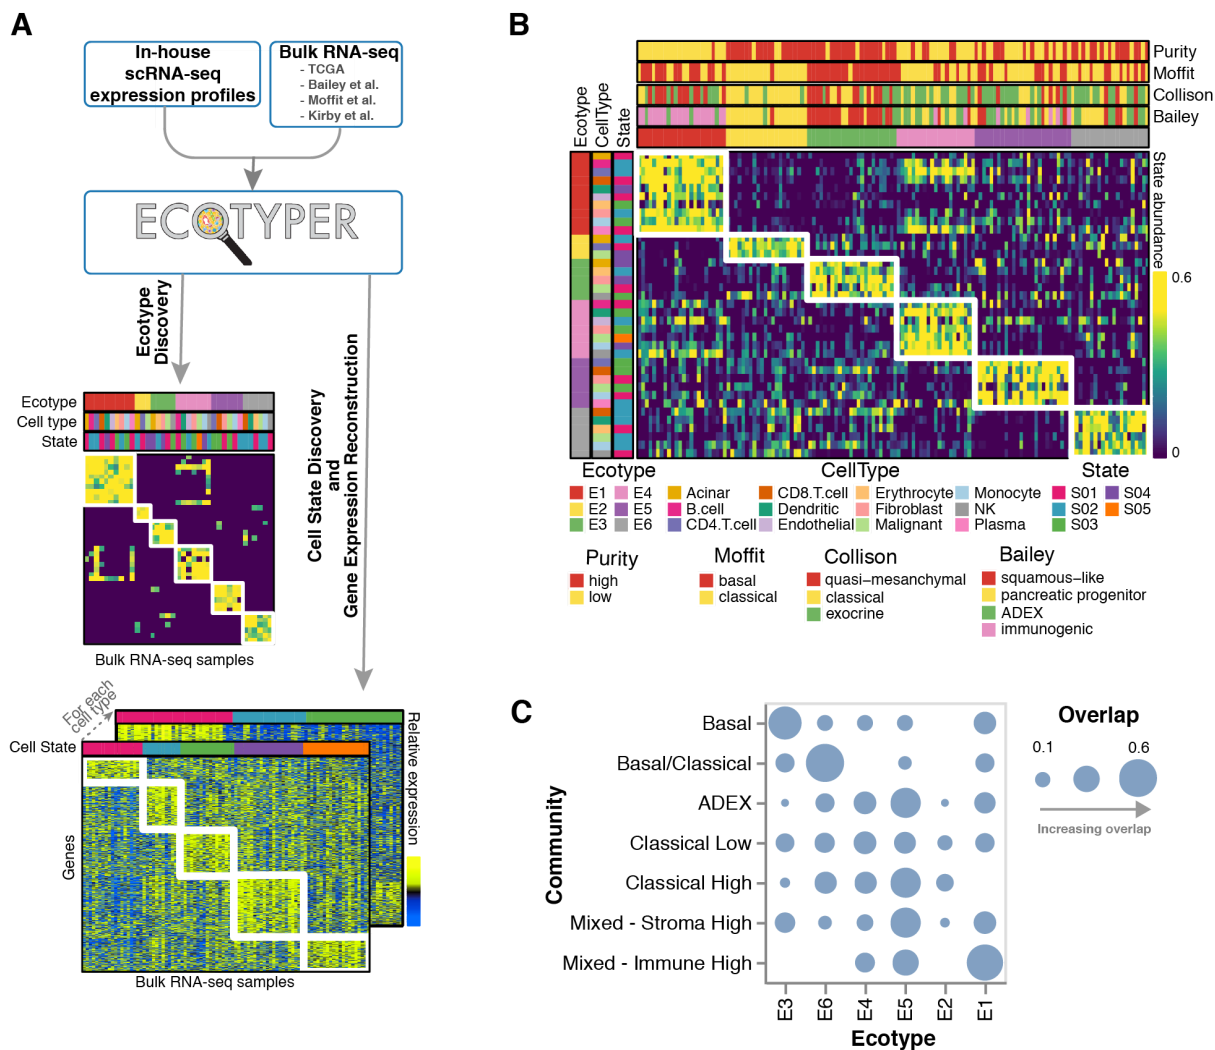 A
In-house
scRNA-seq
expression profiles
Bulk RNA-seq
- TCGA
- Bailey et al.
- Moffit et al.
- Kirby et al.
ECOTYPER
Ecotype
Discovery
Cell State Discovery
and
Gene Expression Reconstruction
Ecotype
Cell type
State
Bulk RNA-seq samples
For each
cell type
Cell State
Genes
Relative expression
Bulk RNA-seq samples
B
Ecotype
CellType
State
Purity
Moffit
Collison
Bailey
State abundance
0.6
0
Ecotype
E1
E2
E3
E4
E5
E6
CellType
Acinar
B.cell
CD4.T.cell
CD8.T.cell
Dendritic
Endothelial
Erythrocyte
Fibroblast
Malignant
Monocyte
NK
Plasma
State
S01
S02
S03
S04
S05
Purity
high
low
Moffit
basal
classical
Collison
quasi-mesanchymal
classical
exocrine
Bailey
squamous-like
pancreatic progenitor
ADEX
immunogenic
C
Community
Basal
Basal/Classical
ADEX
Classical Low
Classical High
Mixed - Stroma High
Mixed - Immune High
E3
E6
E4
E5
E2
E1
Ecotype
Overlap
0.1
0.6
Increasing overlap